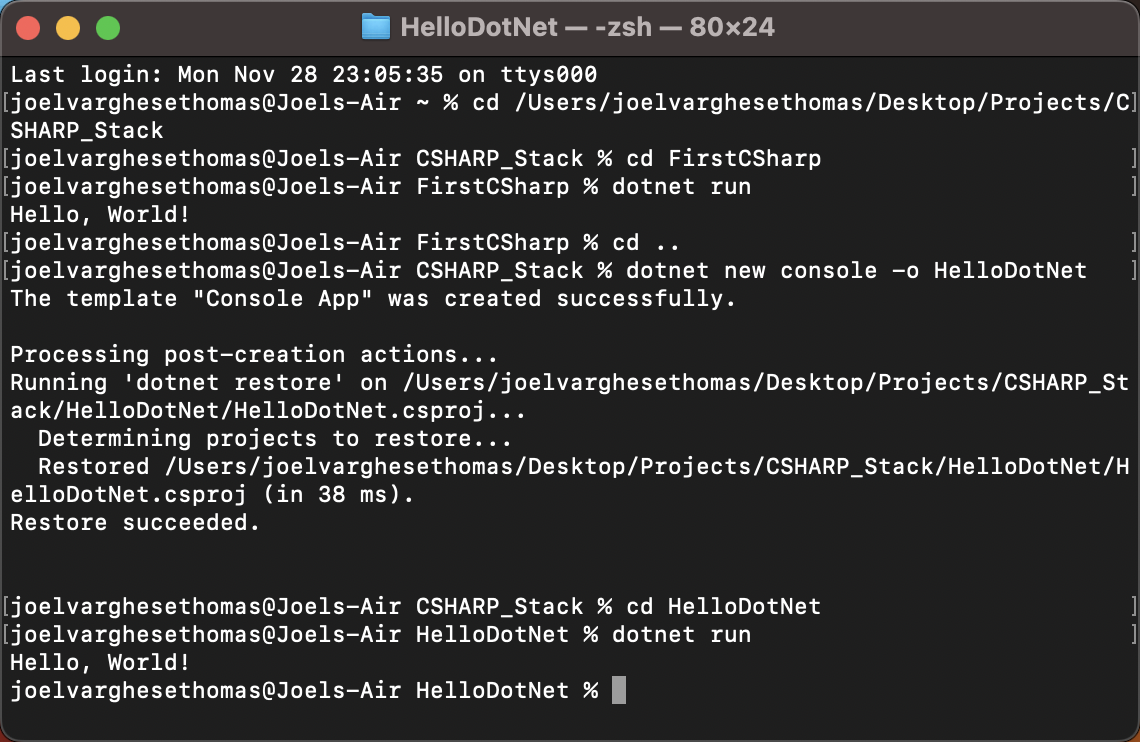 HelloDotNet — -zsh — 80×24
Last login: Mon Nov 28 23:05:35 on ttys000
[joelvarghesethomas@Joels-Air ~ % cd /Users/joelvarghesethomas/Desktop/Projects/C]
SHARP_Stack
[joelvarghesethomas@Joels-Air CSHARP_Stack % cd FirstCSharp ]
[joelvarghesethomas@Joels-Air FirstCSharp % dotnet run ]
Hello, World!
[joelvarghesethomas@Joels-Air FirstCSharp % cd .. ]
[joelvarghesethomas@Joels-Air CSHARP_Stack % dotnet new console -o HelloDotNet ]
The template "Console App" was created successfully.

Processing post-creation actions...
Running 'dotnet restore' on /Users/joelvarghesethomas/Desktop/Projects/CSHARP_St
ack/HelloDotNet/HelloDotNet.csproj...
  Determining projects to restore...
  Restored /Users/joelvarghesethomas/Desktop/Projects/CSHARP_Stack/HelloDotNet/H
elloDotNet.csproj (in 38 ms).
Restore succeeded.

[joelvarghesethomas@Joels-Air CSHARP_Stack % cd HelloDotNet ]
[joelvarghesethomas@Joels-Air HelloDotNet % dotnet run ]
Hello, World!
joelvarghesethomas@Joels-Air HelloDotNet %